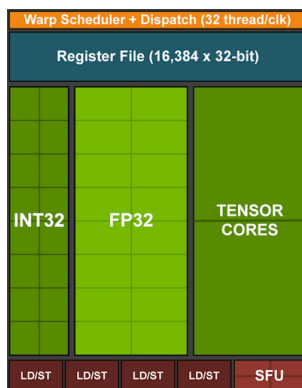 Warp Scheduler + Dispatch (32 thread/clk)
Register File (16,384 x 32-bit)
INT32
FP32
TENSOR
CORES
LD/ST
LD/ST
LD/ST
LD/ST
SFU